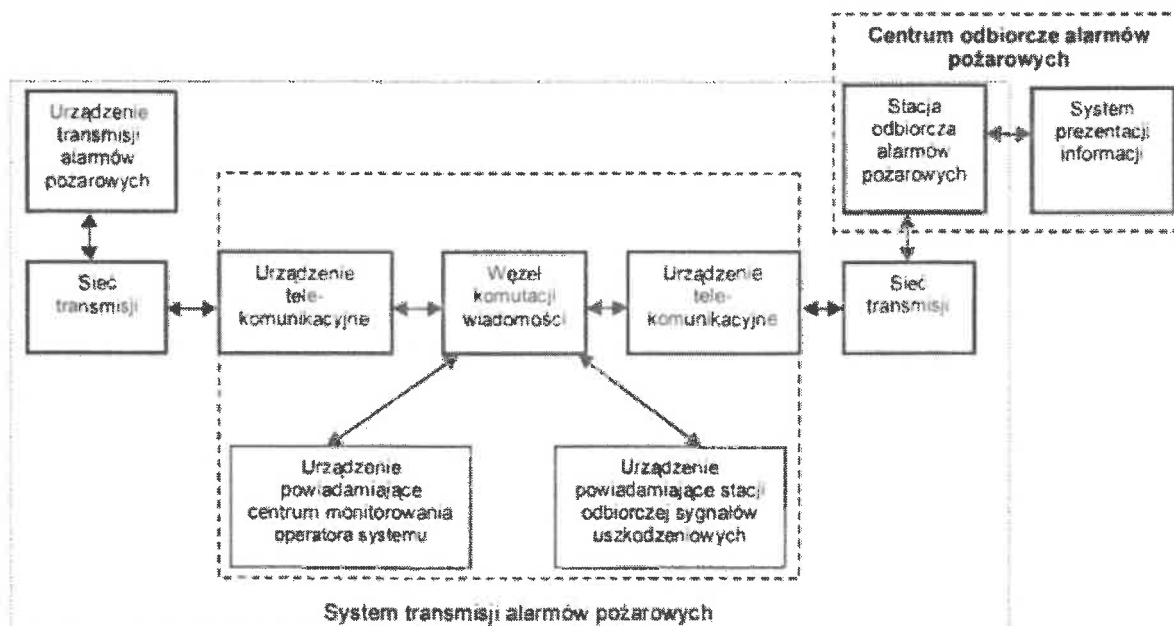 Centrum odbiorcze alarmów
pożarowych
Urządzenie
transmisji
alarmów
pożarowych
Stacja
odbiorcza
alarmów
pożarowych
System
prezentacji
informacji
Sieć
transmisji
Urządzenie
tele-
komunikacyjne
Węzeł
komutacji
wiadomości
Urządzenie
tele-
komunikacyjne
Sieć
transmisji
Urządzenie
powiadamiające
centrum monitorowania
operatora systemu
Urządzenie
powiadamiające stacji
odbiorczej sygnałów
uszkodzeniowych
System transmisji alarmów pożarowych